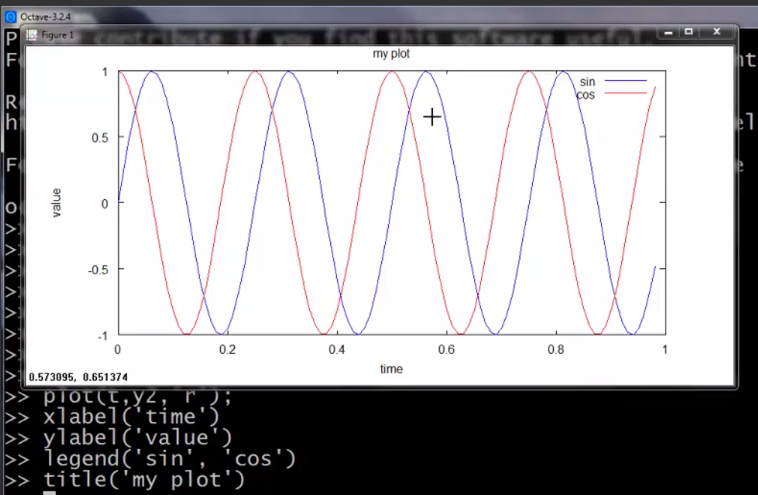 Octave-3.2.4
Figure 1
my plot
1
0.5
0
-0.5
-1
value
sin
cos
0 0.2 0.4 0.6 0.8 1
time
0.573095, 0.651374
>> plot(t,y2,'r');
>> xlabel('time')
>> ylabel('value')
>> legend('sin', 'cos')
>> title('my plot')